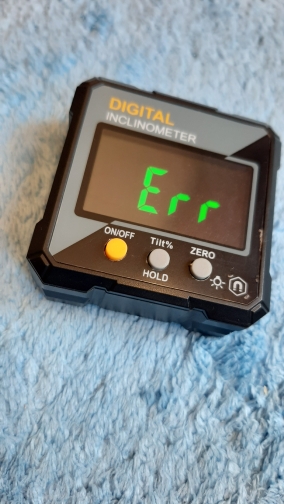 DIGITAL
INCLINOMETER
Err
ON/OFF
Tilt%
ZERO
HOLD